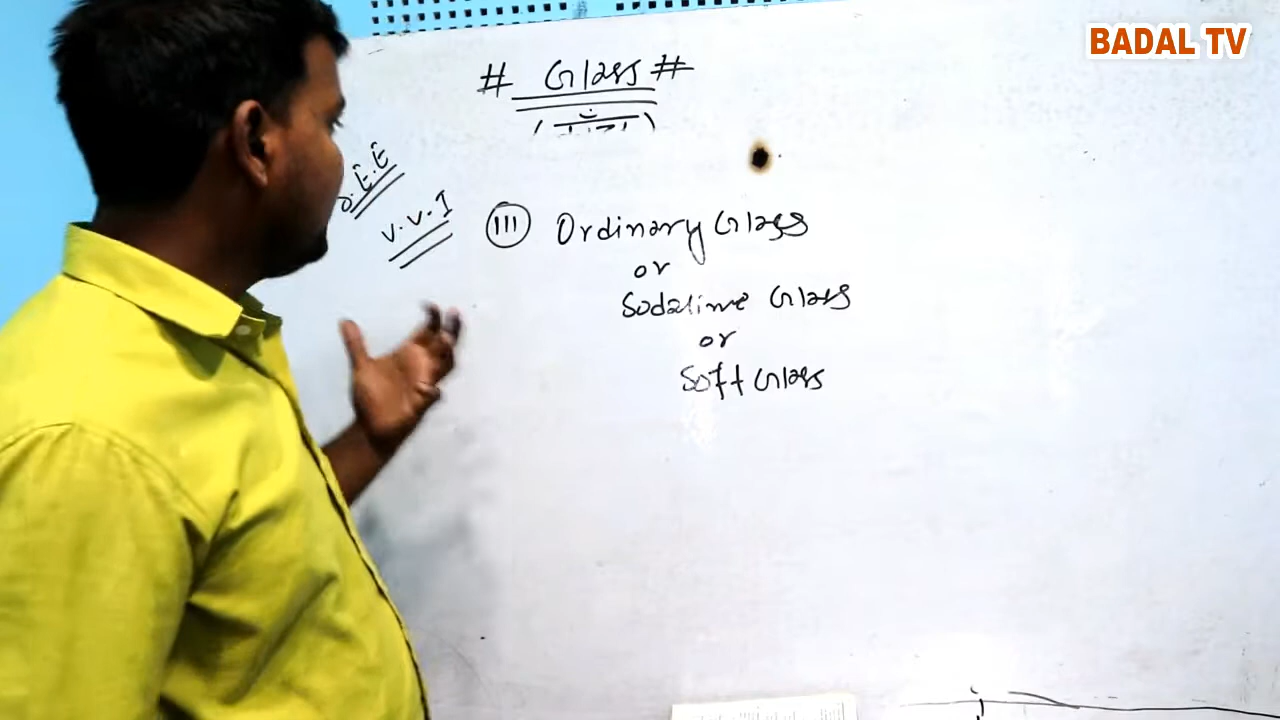 BADAL TV
# Glass #
V.V.I
III Ordinary Glass
or
Sodalime Glass
or
Soft Glass